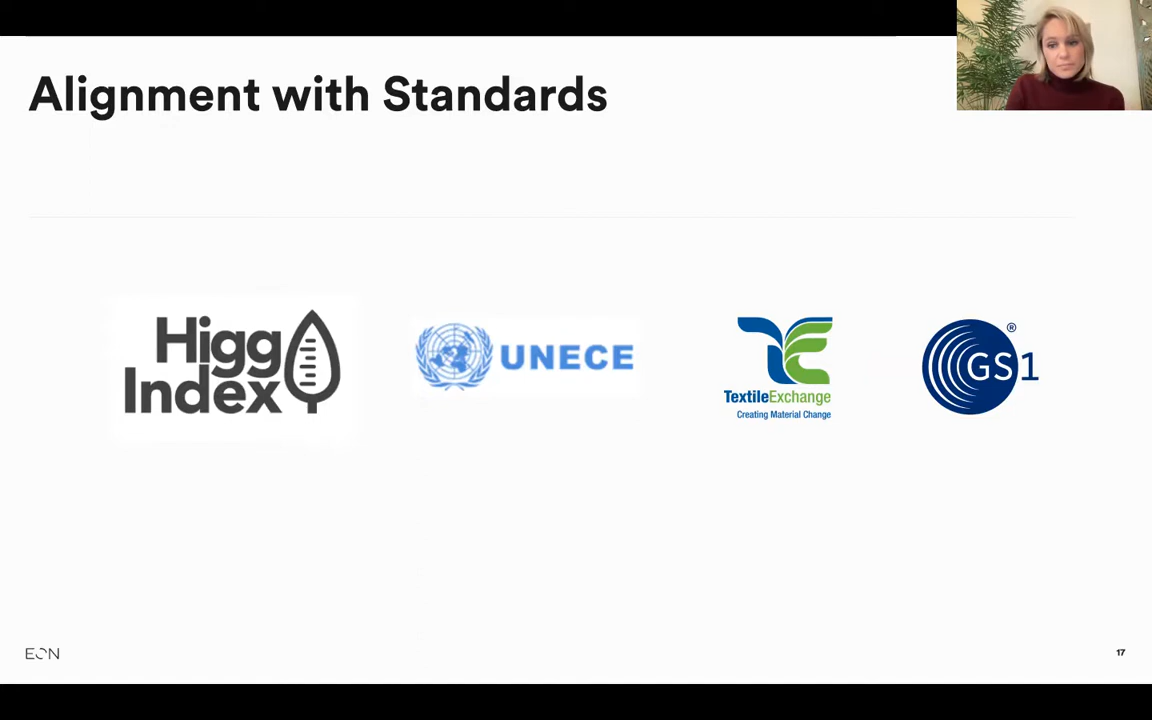 Alignment with Standards
Higg
Index
UNECE
TextileExchange
Creating Material Change
GS1
®
EON
17